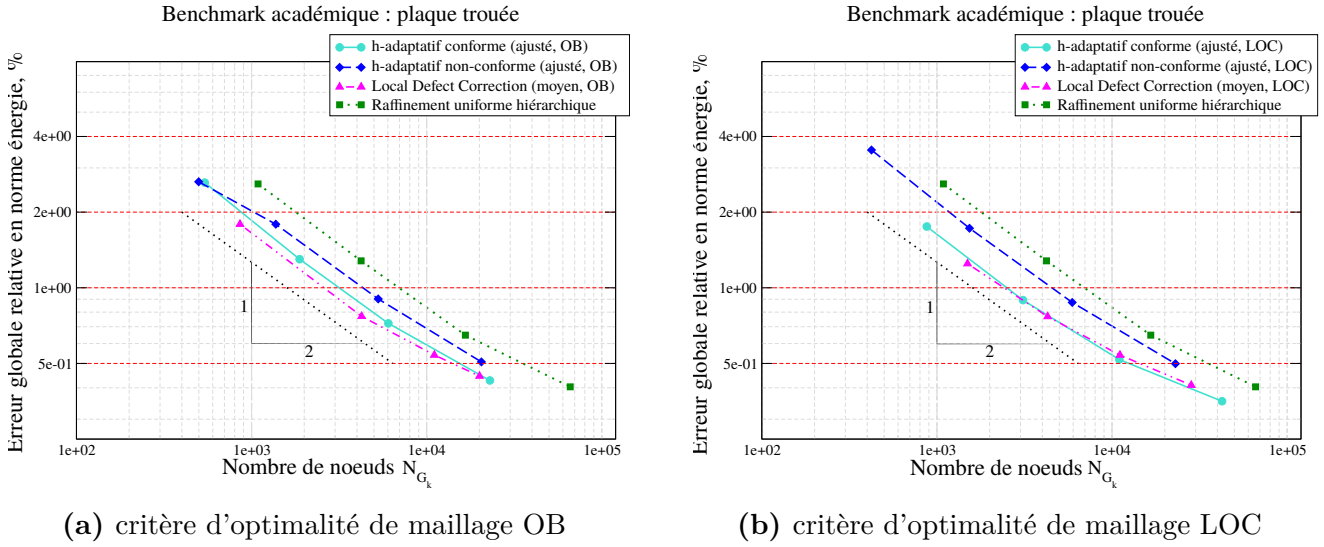 Benchmark académique : plaque trouée
h-adaptatif conforme (ajusté, OB)
h-adaptatif non-conforme (ajusté, OB)
Local Defect Correction (moyen, OB)
Raffinement uniforme hiérarchique
Erreur globale relative en norme énergie, %
4e+00
2e+00
1e+00
5e-01
1
2
1e+02
1e+03
1e+04
1e+05
Nombre de noeuds N_{G_k}
(a) critère d'optimalité de maillage OB
Benchmark académique : plaque trouée
h-adaptatif conforme (ajusté, LOC)
h-adaptatif non-conforme (ajusté, LOC)
Local Defect Correction (moyen, LOC)
Raffinement uniforme hiérarchique
Erreur globale relative en norme énergie, %
4e+00
2e+00
1e+00
5e-01
1
2
1e+02
1e+03
1e+04
1e+05
Nombre de noeuds N_{G_k}
(b) critère d'optimalité de maillage LOC